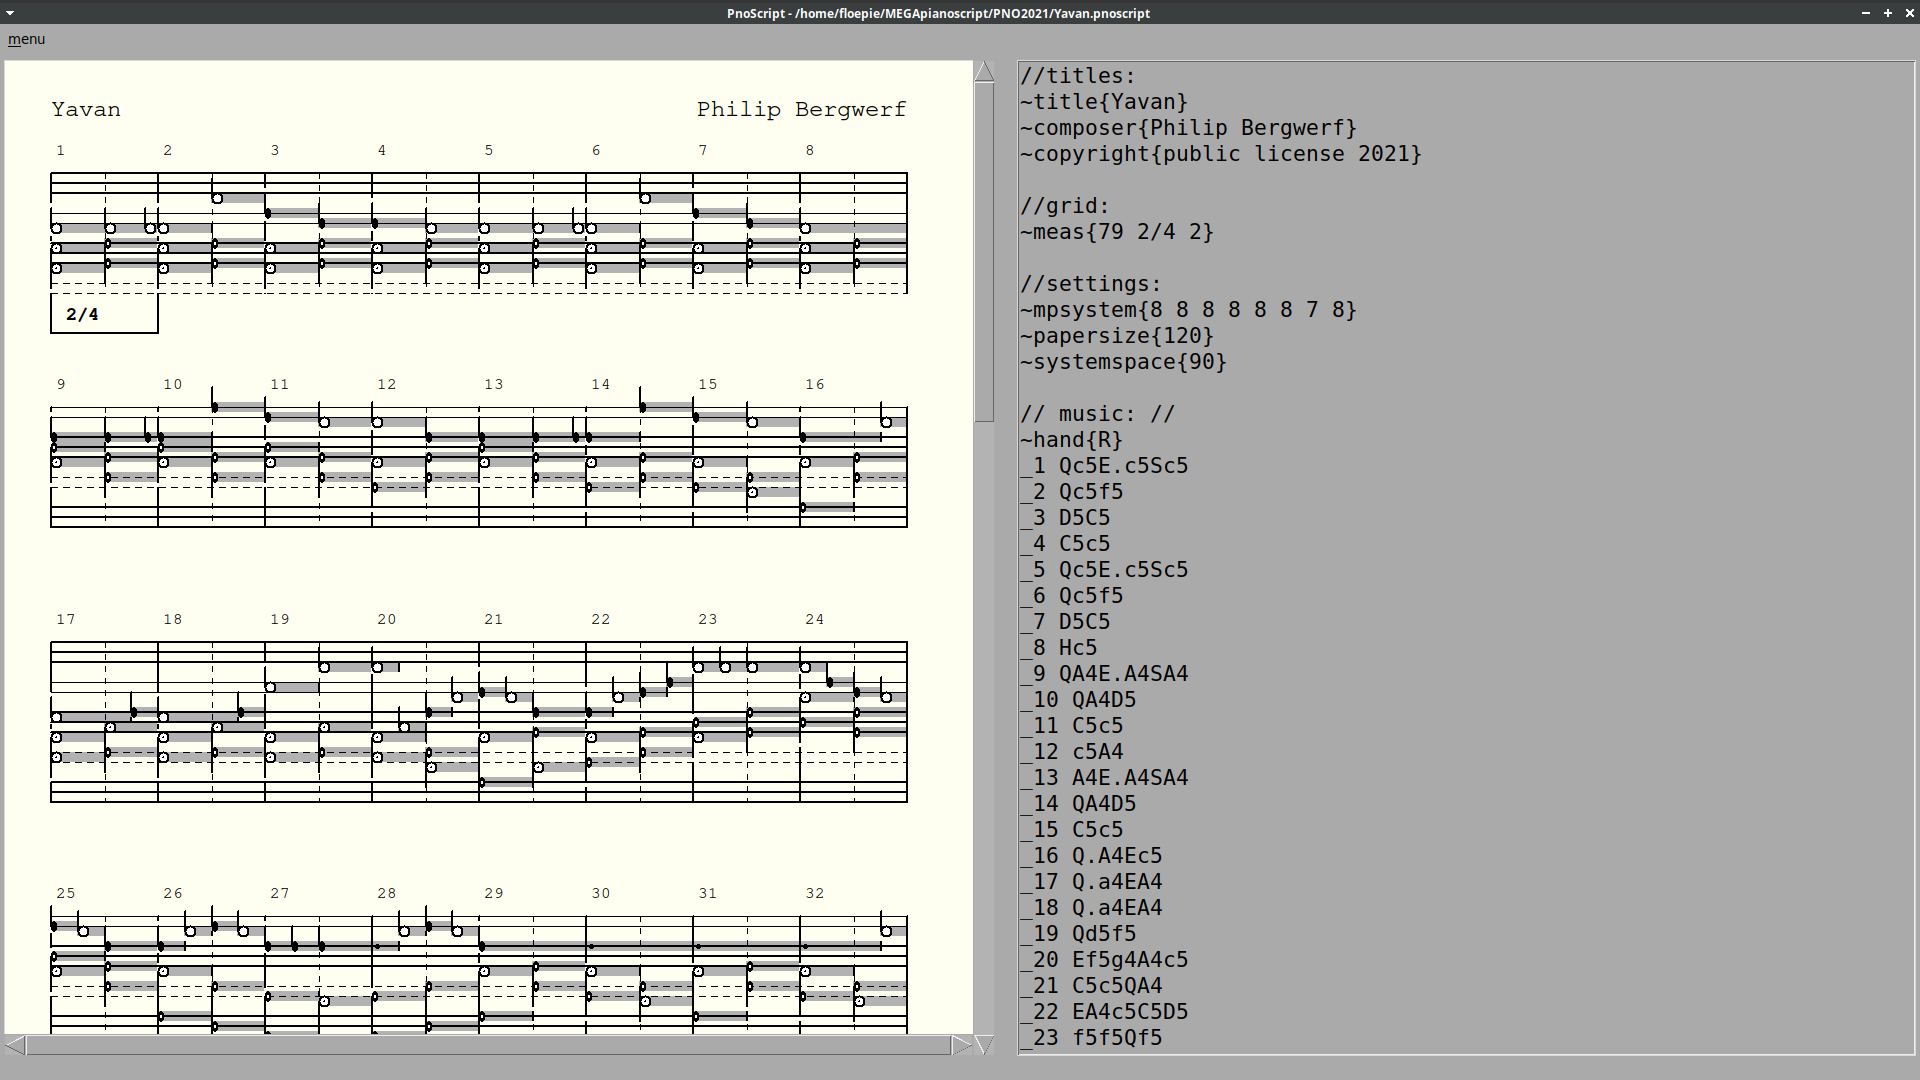 PnoScript - /home/floepie/MEGApianoscript/PNO2021/Yavan.pnoscript
menu
Yavan
Philip Bergwerf
1 2 3 4 5 6 7 8
2/4
9 10 11 12 13 14 15 16
17 18 19 20 21 22 23 24
25 26 27 28 29 30 31 32
//titles:
~title{Yavan}
~composer{Philip Bergwerf}
~copyright{public license 2021}
//grid:
~meas{79 2/4 2}
//settings:
~mpsystem{8 8 8 8 8 8 7 8}
~papersize{120}
~systemspace{90}
// music: //
~hand{R}
_1 Qc5E.c5Sc5
_2 Qc5f5
_3 D5C5
_4 C5c5
_5 Qc5E.c5Sc5
_6 Qc5f5
_7 D5C5
_8 Hc5
_9 QA4E.A4SA4
_10 QA4D5
_11 C5c5
_12 c5A4
_13 A4E.A4SA4
_14 QA4D5
_15 C5c5
_16 Q.A4Ec5
_17 Q.a4EA4
_18 Q.a4EA4
_19 Qd5f5
_20 Ef5g4A4c5
_21 C5c5QA4
_22 EA4c5C5D5
_23 f5f5Qf5